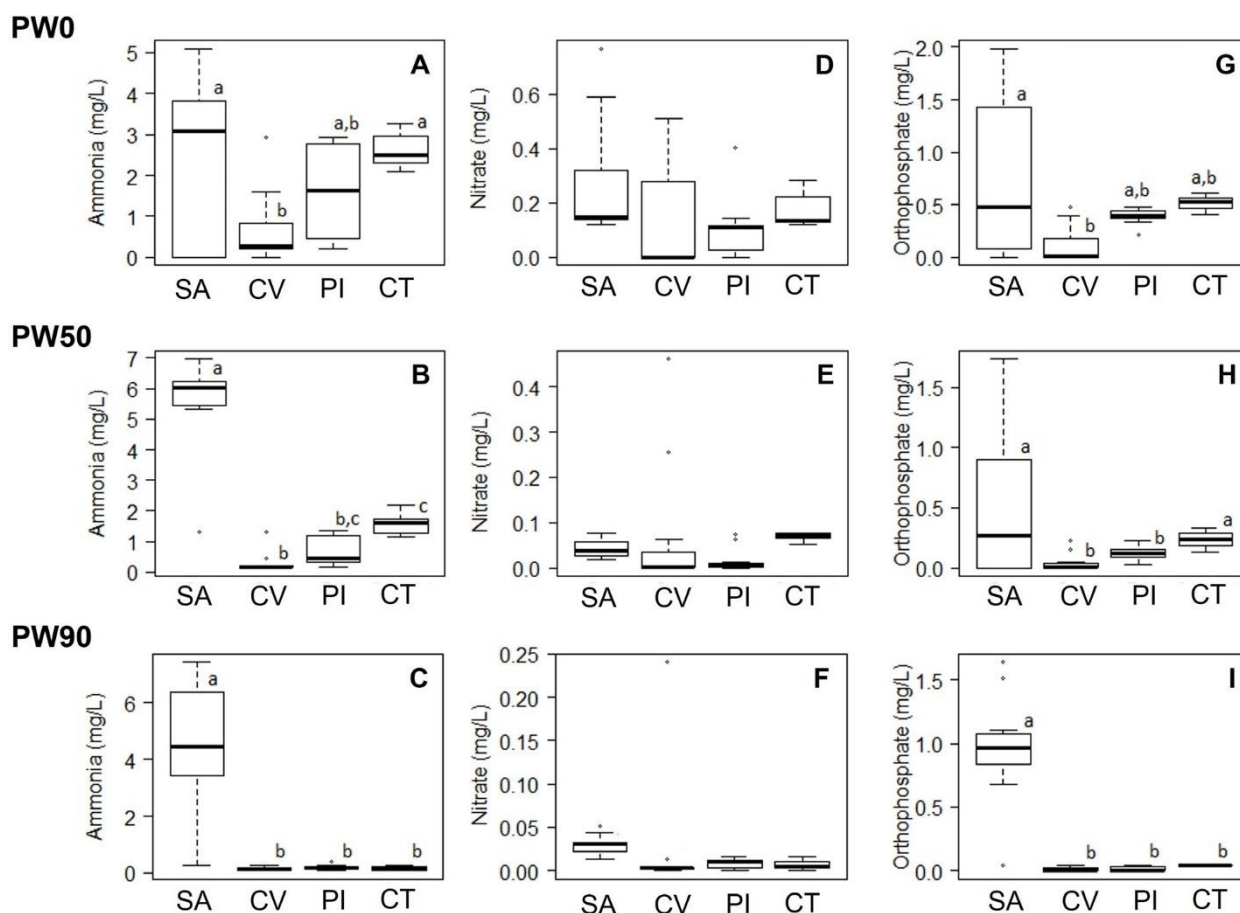 PW0
Ammonia (mg/L)
5
4
3
2
1
0
A
a
b
a,b
a
SA CV PI CT
Nitrate (mg/L)
0.6
0.4
0.2
0.0
D
SA CV PI CT
Orthophosphate (mg/L)
2.0
1.5
1.0
0.5
0.0
G
a
b
a,b
a,b
SA CV PI CT
PW50
Ammonia (mg/L)
7
6
5
4
3
2
1
0
B
a
b
b,c
c
SA CV PI CT
Nitrate (mg/L)
0.4
0.3
0.2
0.1
0.0
E
SA CV PI CT
Orthophosphate (mg/L)
1.5
1.0
0.5
0.0
H
a
b
b
a
SA CV PI CT
PW90
Ammonia (mg/L)
6
4
2
0
C
a
b
b
b
SA CV PI CT
Nitrate (mg/L)
0.25
0.20
0.15
0.10
0.05
0.00
F
SA CV PI CT
Orthophosphate (mg/L)
1.5
1.0
0.5
0.0
I
a
b
b
b
SA CV PI CT